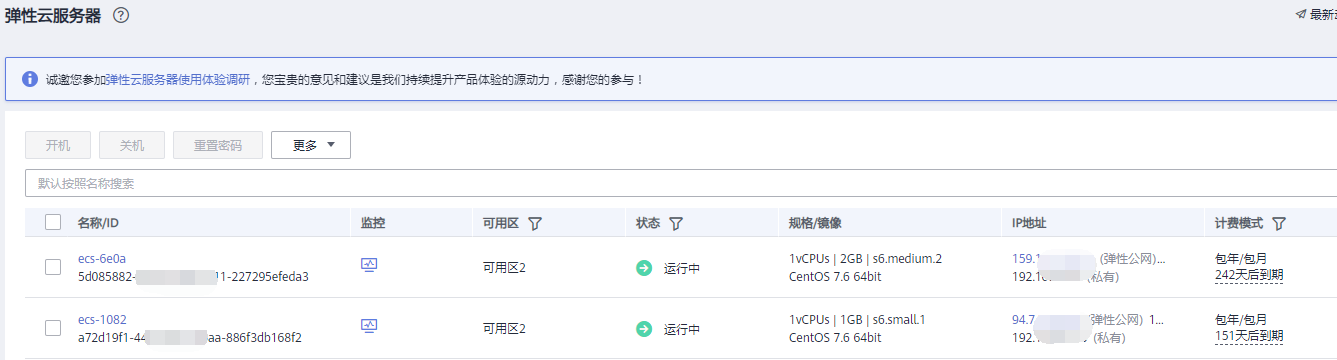 弹性云服务器 ?
最新
诚邀您参加弹性云服务器使用体验调研，您宝贵的意见和建议是我们持续提升产品体验的源动力，感谢您的参与！
开机 关机 重置密码 更多
默认按照名称搜索
名称/ID 监控 可用区 状态 规格/镜像 IP地址 计费模式
ecs-6e0a 可用区2 运行中 1vCPUs | 2GB | s6.medium.2 159. (弹性公网)... 包年/包月
5d085882- 11-227295efeda3 CentOS 7.6 64bit 192. (私有) 242天后到期
ecs-1082 可用区2 运行中 1vCPUs | 1GB | s6.small.1 94.7 弹性公网) 1... 包年/包月
a72d19f1-44 aa-886f3db168f2 CentOS 7.6 64bit 192. (私有) 151天后到期